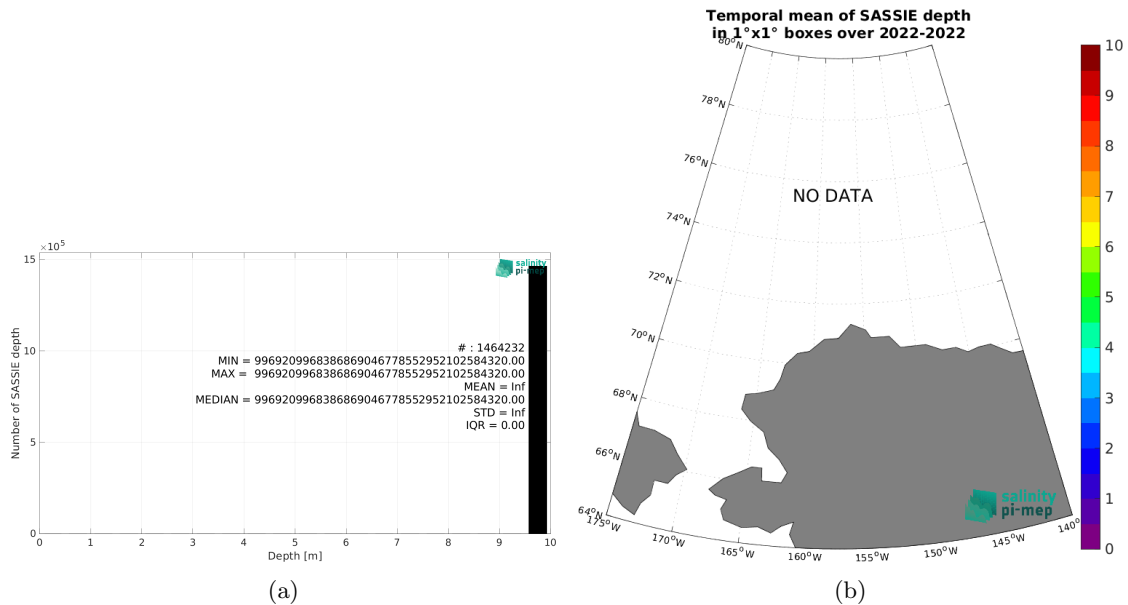 ×10⁵
15
10
5
0
Number of SASSIE depth
salinity
pi-mep
# : 1464232
MIN = 9969209968386869046778552952102584320.00
MAX = 9969209968386869046778552952102584320.00
MEAN = Inf
MEDIAN = 9969209968386869046778552952102584320.00
STD = Inf
IQR = 0.00
0 1 2 3 4 5 6 7 8 9 10
Depth [m]
(a)
Temporal mean of SASSIE depth
in 1°x1° boxes over 2022-2022
80°N
78°N
76°N
74°N
72°N
70°N
68°N
66°N
64°N
NO DATA
175°W
170°W
165°W
160°W
155°W
150°W
145°W
140°
salinity
pi-mep
10
9
8
7
6
5
4
3
2
1
0
(b)